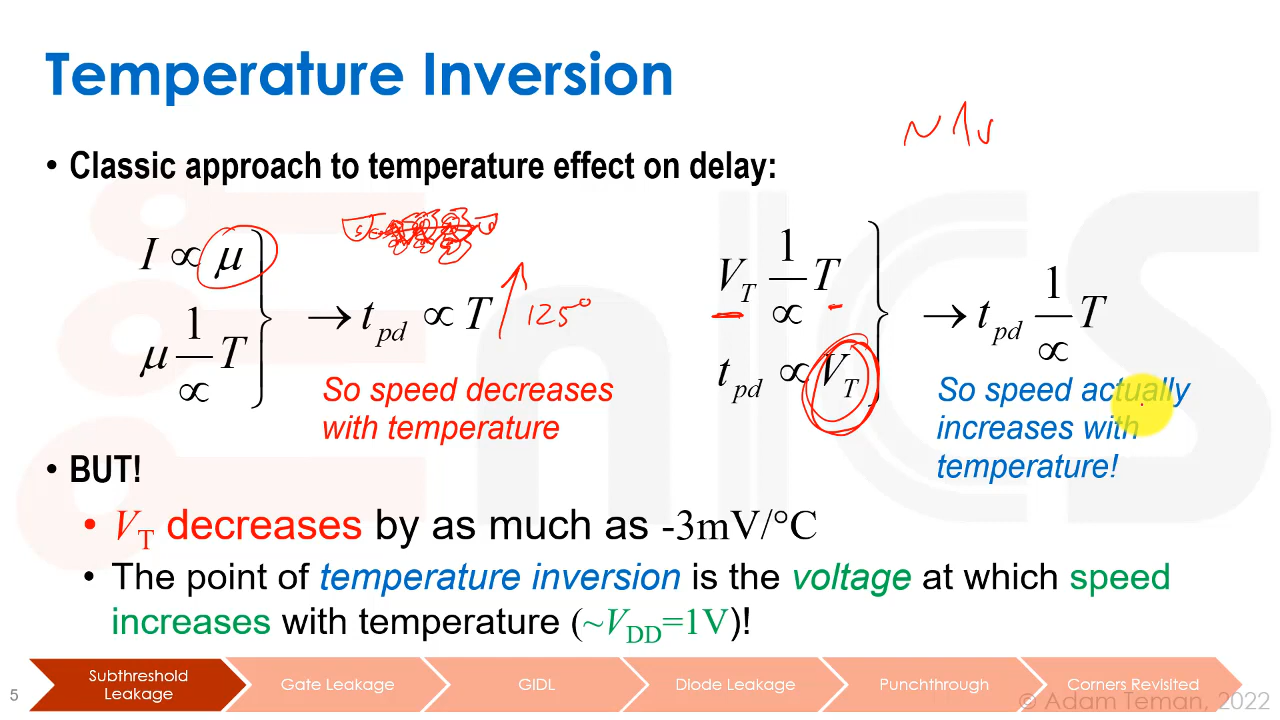 Temperature Inversion
~1v
• Classic approach to temperature effect on delay:
I ∝ μ
μ 1/∝ T
→ t_pd ∝ T
125°
So speed decreases
with temperature
V_T 1/∝ T
t_pd ∝ V_T
→ t_pd 1/∝ T
So speed actually
increases with
temperature!
• BUT!
• V_T decreases by as much as -3mV/°C
• The point of temperature inversion is the voltage at which speed
increases with temperature (~V_DD=1V)!
5
Subthreshold
Leakage
Gate Leakage
GIDL
Diode Leakage
Punchthrough
Corners Revisited
© Adam Teman, 2022